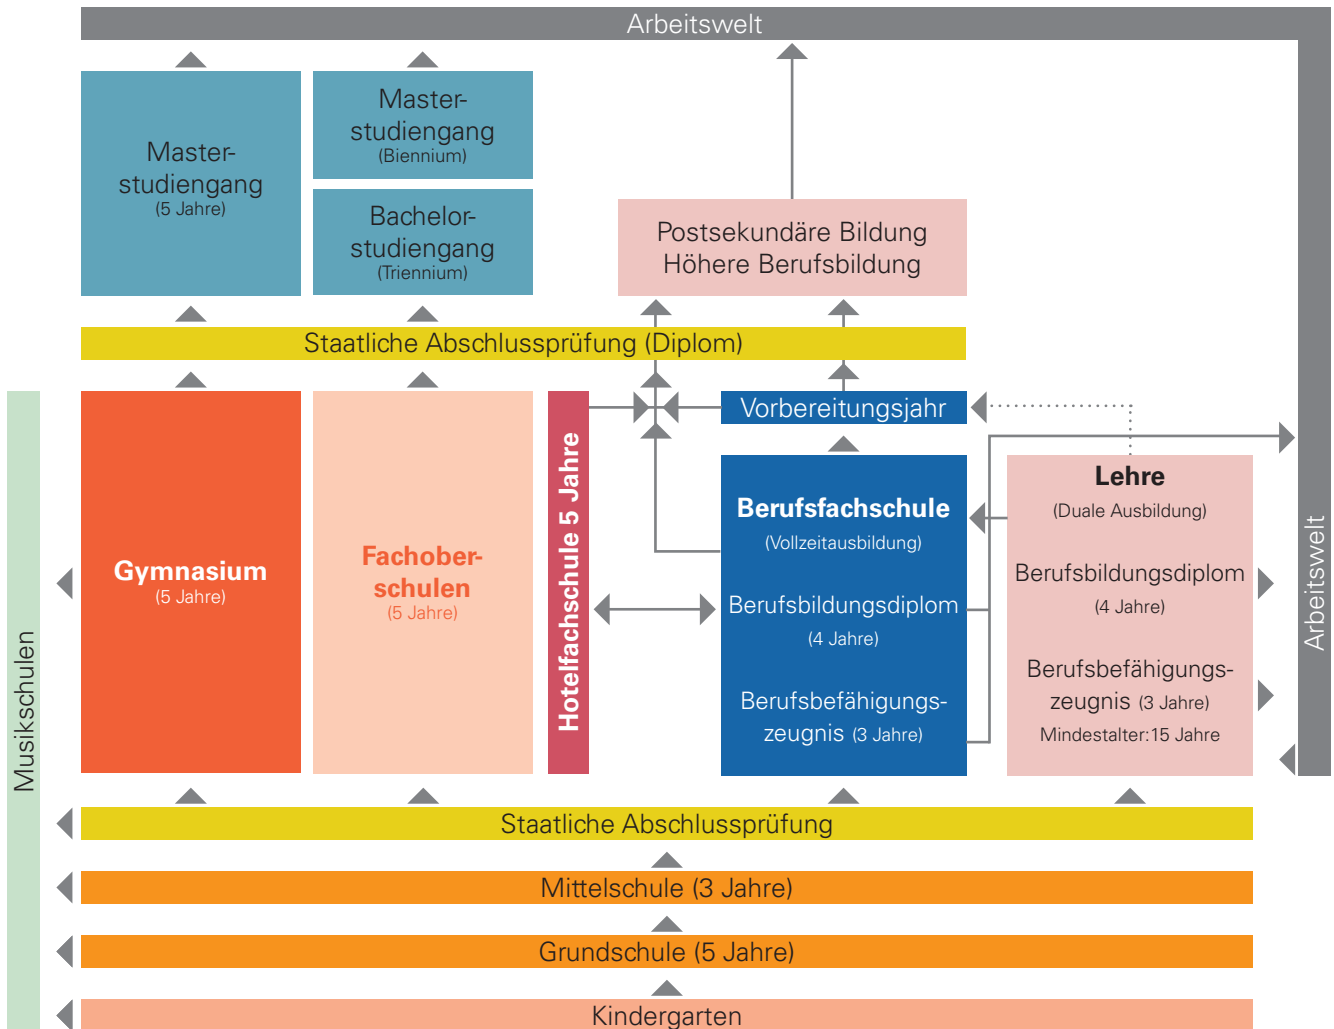 Arbeitswelt
Master-
studiengang
(5 Jahre)
Master-
studiengang
(Biennium)
Bachelor-
studiengang
(Triennium)
Postsekundäre Bildung
Höhere Berufsbildung
Staatliche Abschlussprüfung (Diplom)
Musikschulen
Gymnasium
(5 Jahre)
Fachober-
schulen
(5 Jahre)
Hotelfachschule 5 Jahre
Vorbereitungsjahr
Berufsfachschule
(Vollzeitausbildung)
Berufsbildungsdiplom
(4 Jahre)
Berufsbefähigungs-
zeugnis (3 Jahre)
Lehre
(Duale Ausbildung)
Berufsbildungsdiplom
(4 Jahre)
Berufsbefähigungs-
zeugnis (3 Jahre)
Mindestalter:15 Jahre
Arbeitswelt
Staatliche Abschlussprüfung
Mittelschule (3 Jahre)
Grundschule (5 Jahre)
Kindergarten